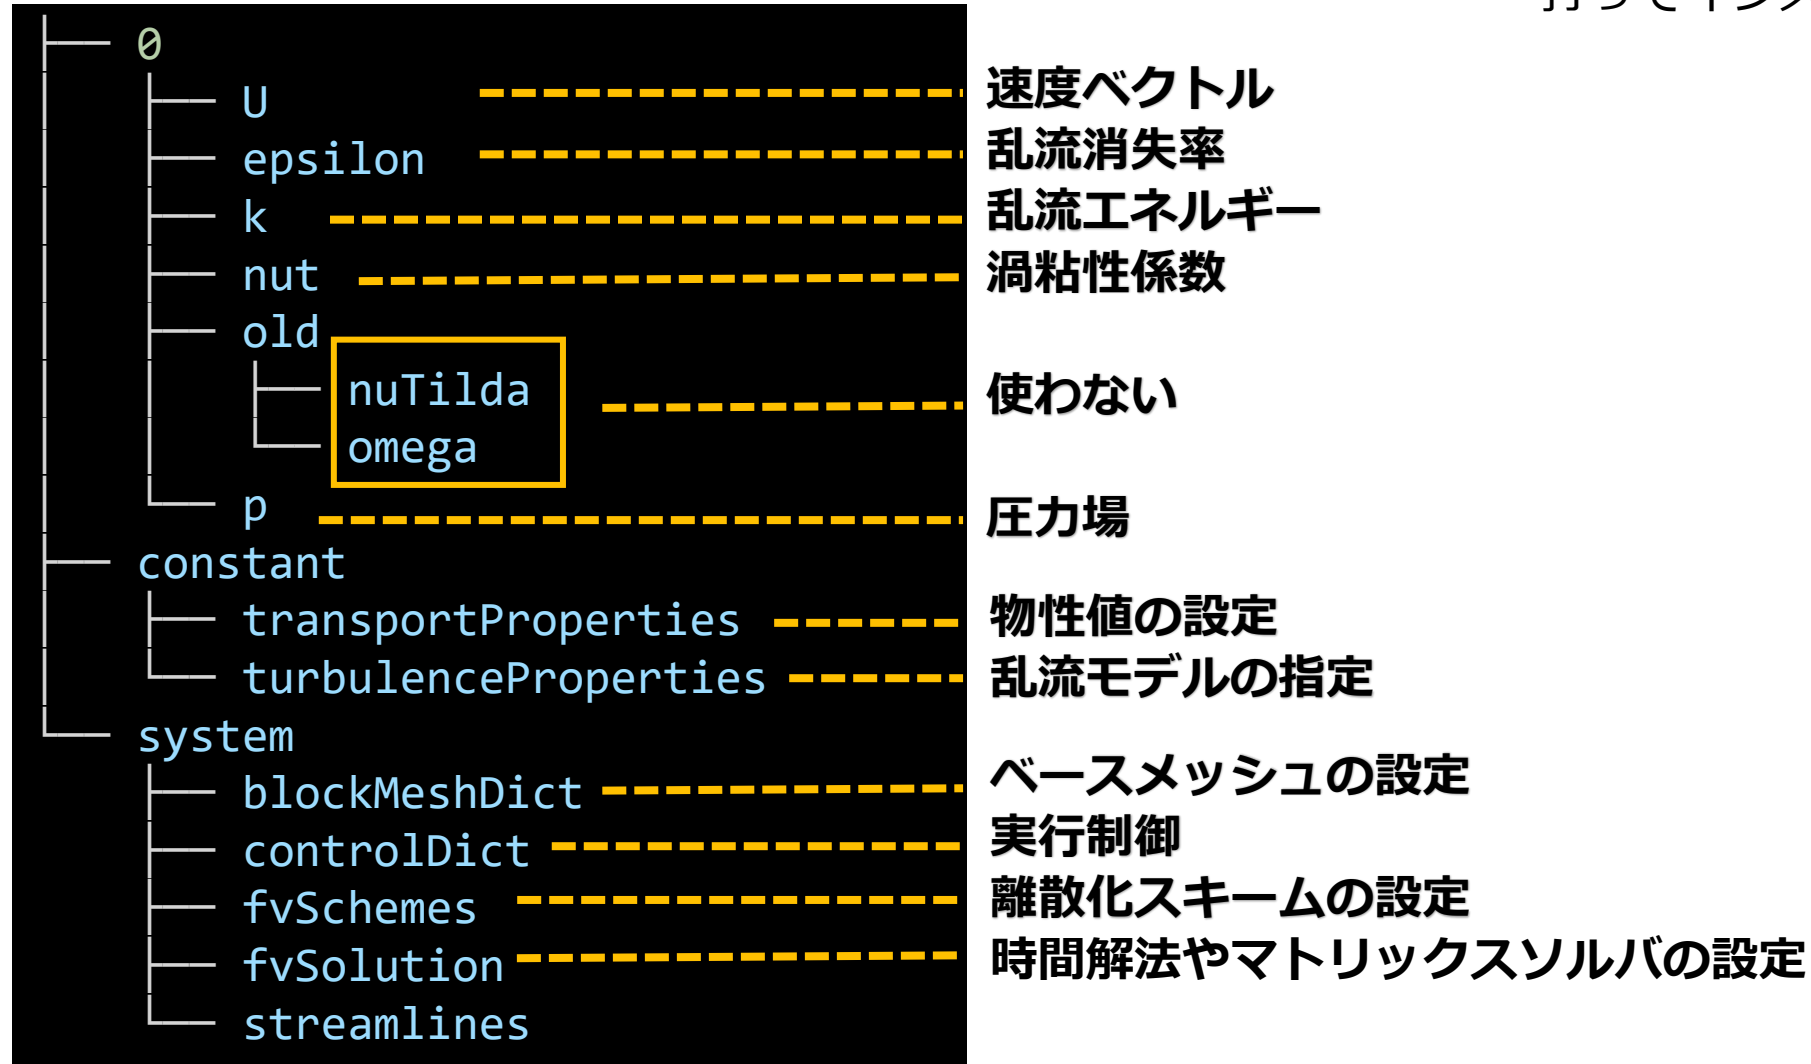 0
U 速度ベクトル
epsilon 乱流消失率
k 乱流エネルギー
nut 渦粘性係数
old
nuTilda
使わない
omega
p 圧力場
constant
transportProperties 物性値の設定
turbulenceProperties 乱流モデルの指定
system
blockMeshDict ベースメッシュの設定
controlDict 実行制御
fvSchemes 離散化スキームの設定
fvSolution 時間解法やマトリックスソルバの設定
streamlines